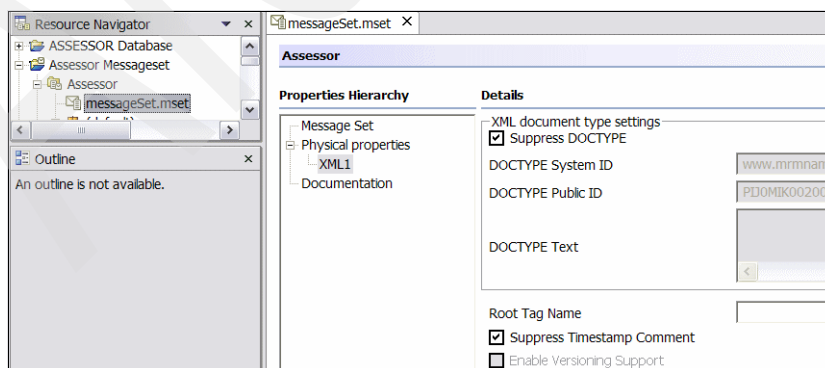 Resource Navigator
ASSESSOR Database
Assessor Messageset
Assessor
messageSet.mset
Outline
An outline is not available.
messageSet.mset
Assessor
Properties Hierarchy
Message Set
Physical properties
XML1
Documentation
Details
XML document type settings
Suppress DOCTYPE
DOCTYPE System ID
www.mrmnam
DOCTYPE Public ID
DOCTYPE Text
Root Tag Name
Suppress Timestamp Comment
Enable Versioning Support